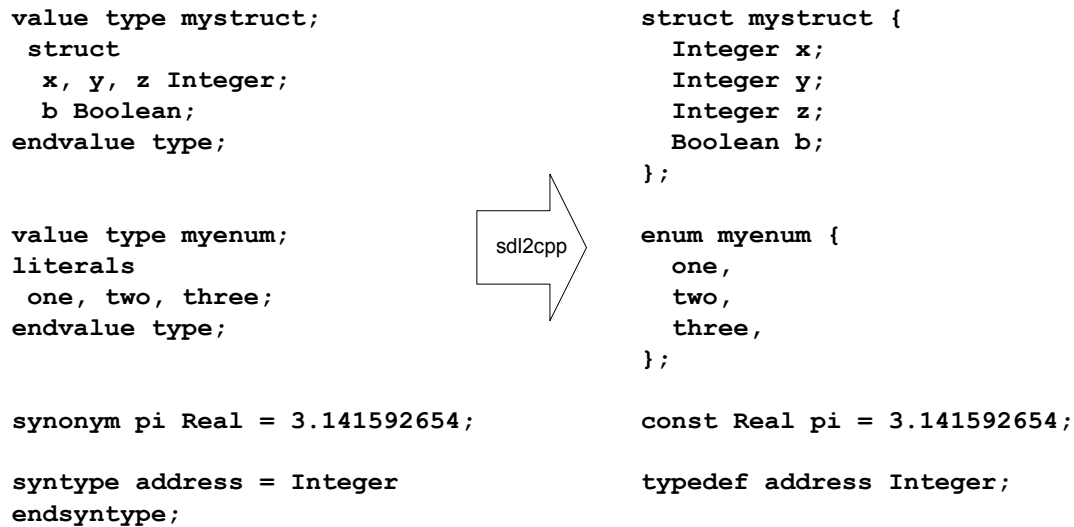 value type mystruct;
struct
x, y, z Integer;
b Boolean;
endvalue type;
value type myenum;
literals
one, two, three;
endvalue type;
synonym pi Real = 3.141592654;
syntype address = Integer
endsyntype;
sdl2cpp
struct mystruct {
Integer x;
Integer y;
Integer z;
Boolean b;
};
enum myenum {
one,
two,
three,
};
const Real pi = 3.141592654;
typedef address Integer;